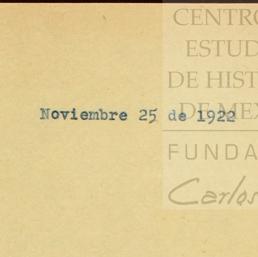 CENTRO
ESTUD
DE HIST
DE MEX
Noviembre 25 de 1922
FUNDA
Carlos